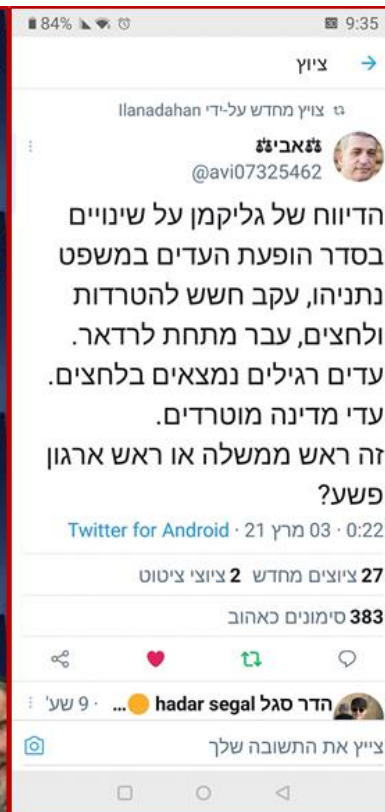 84% 9:35
ציוץ
צויץ מחדש על-ידי Ilanadahan
אבי
@avi07325462
הדיווח של גליקמן על שינויים
בסדר הופעת העדים במשפט
נתניהו, עקב חשש להטרדות
ולחצים, עבר מתחת לרדאר.
עדים רגילים נמצאים בלחצים.
עדי מדינה מוטרדים.
זה ראש ממשלה או ראש ארגון
פשע?
0:22 · 03 מרץ 21 · Twitter for Android
27 ציוצים מחדש 2 ציוצי ציטוט
383 סימונים כאהוב
הדר סגל hadar segal ... · 9 שע'
צייץ את התשובה שלך